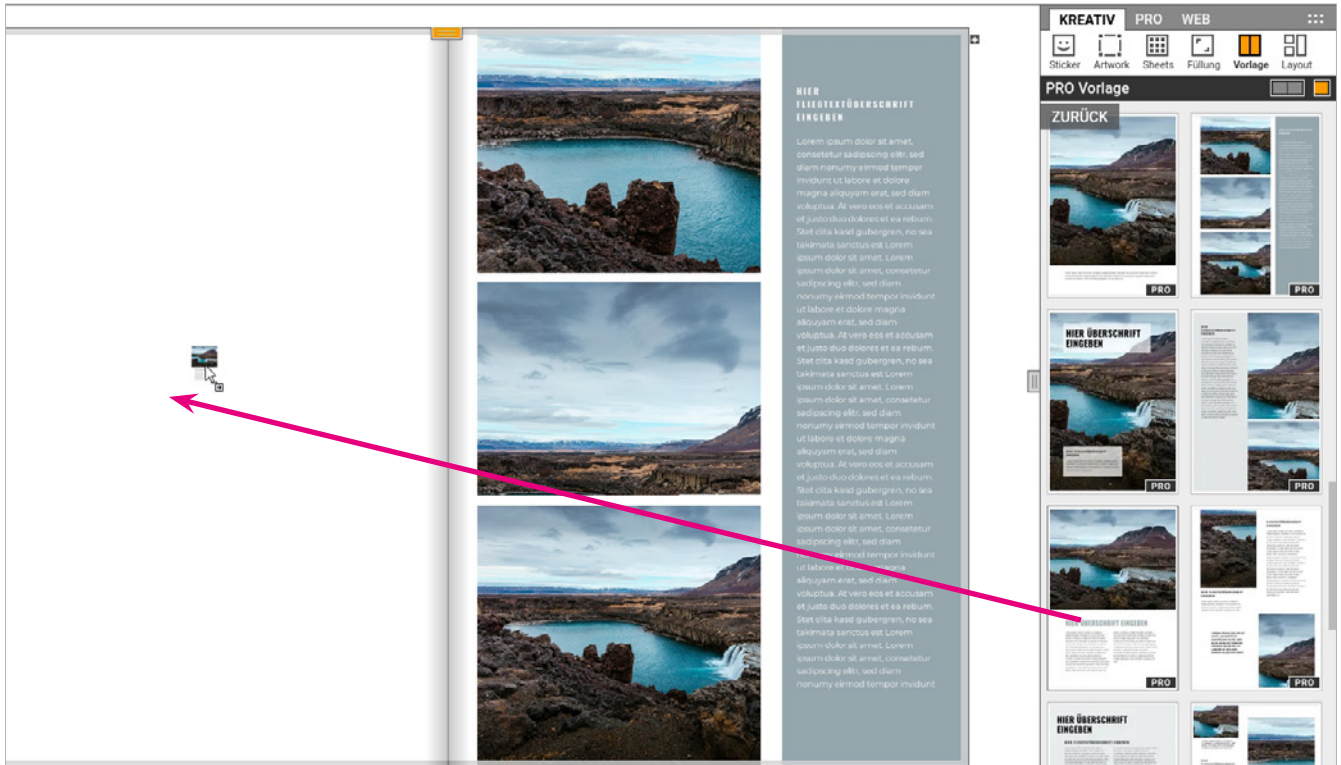 KREATIV PRO WEB
Sticker Artwork Sheets Füllung Vorlage Layout
PRO Vorlage
ZURÜCK
HIER
FLIEßTEXTÜBERSCHRIFT
EINGEBEN
Lorem ipsum dolor sit amet,
consetetur sadipscing elitr, sed
diam nonumy eirmod tempor
invidunt ut labore et dolore
magna aliquyam erat, sed diam
voluptua. At vero eos et accusam
et justo duo dolores et ea rebum.
Stet clita kasd gubergren, no sea
takimata sanctus est Lorem
ipsum dolor sit amet. Lorem
ipsum dolor sit amet, consetetur
sadipscing elitr, sed diam
nonumy eirmod tempor invidunt
ut labore et dolore magna
aliquyam erat, sed diam
voluptua. At vero eos et accusam
et justo duo dolores et ea rebum.
Stet clita kasd gubergren, no sea
takimata sanctus est Lorem
ipsum dolor sit amet. Lorem
ipsum dolor sit amet, consetetur
sadipscing elitr, sed diam
nonumy eirmod tempor invidunt
ut labore et dolore magna
aliquyam erat, sed diam
voluptua. At vero eos et accusam
et justo duo dolores et ea rebum.
Stet clita kasd gubergren, no sea
takimata sanctus est Lorem
ipsum dolor sit amet. Lorem
ipsum dolor sit amet, consetetur
sadipscing elitr, sed diam
nonumy eirmod tempor invidunt
ut labore et dolore magna
aliquyam erat, sed diam
voluptua. At vero eos et accusam
et justo duo dolores et ea rebum.
Stet clita kasd gubergren, no sea
takimata sanctus est Lorem
ipsum dolor sit amet. Lorem
ipsum dolor sit amet, consetetur
sadipscing elitr, sed diam
nonumy eirmod tempor invidunt
PRO
PRO
HIER ÜBERSCHRIFT
EINGEBEN
PRO
PRO
HIER ÜBERSCHRIFT EINGEBEN
PRO
PRO
HIER ÜBERSCHRIFT
EINGEBEN